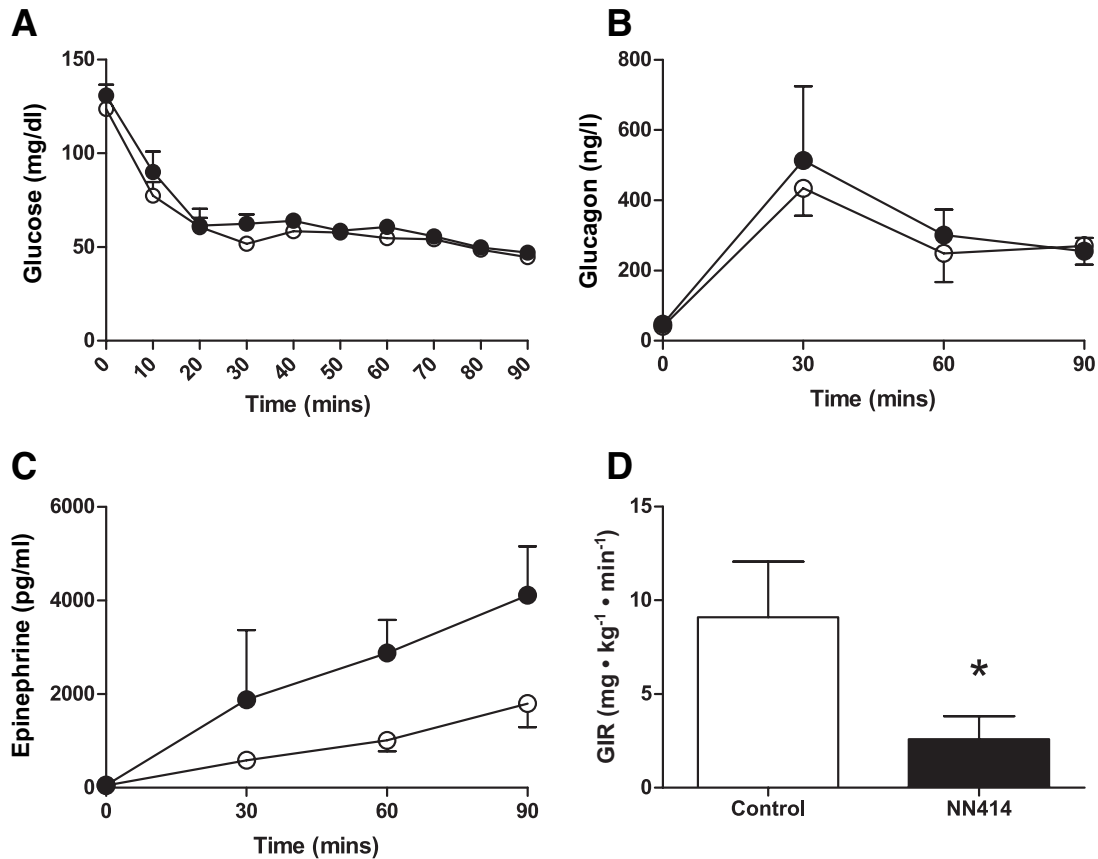 A
Glucose (mg/dl)
150
100
50
0
0 10 20 30 40 50 60 70 80 90
Time (mins)
B
Glucagon (ng/l)
800
600
400
200
0
0 30 60 90
Time (mins)
C
Epinephrine (pg/ml)
6000
4000
2000
0
0 30 60 90
Time (mins)
D
GIR (mg • kg⁻¹ • min⁻¹)
15
10
5
0
*
Control NN414